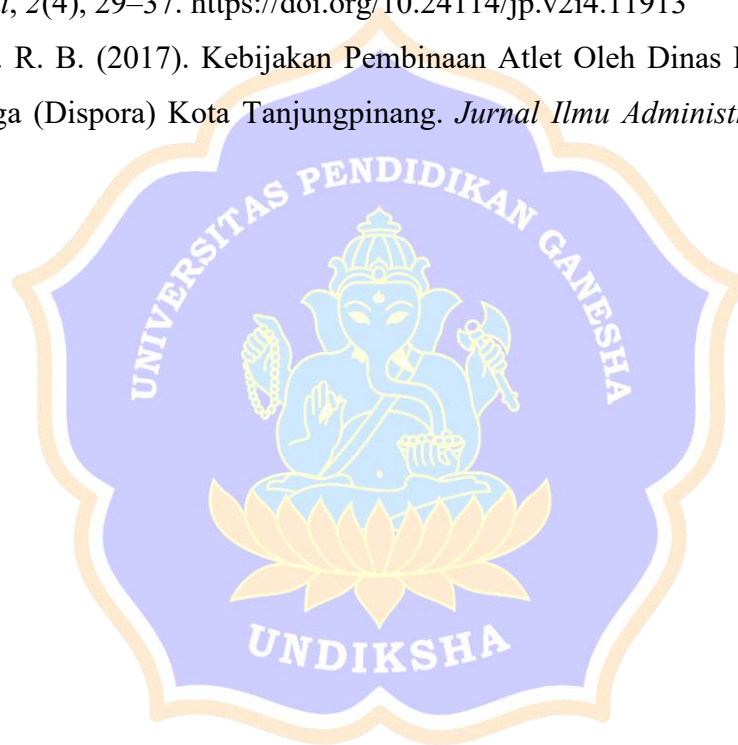 l, 2(4), 29–37. https://doi.org/10.24114/jp.v2i4.11913
. R. B. (2017). Kebijakan Pembinaan Atlet Oleh Dinas
ga (Dispora) Kota Tanjungpinang. Jurnal Ilmu
UNIVERSITAS PENDIDIKAN GANESHA
UNDIKSHA